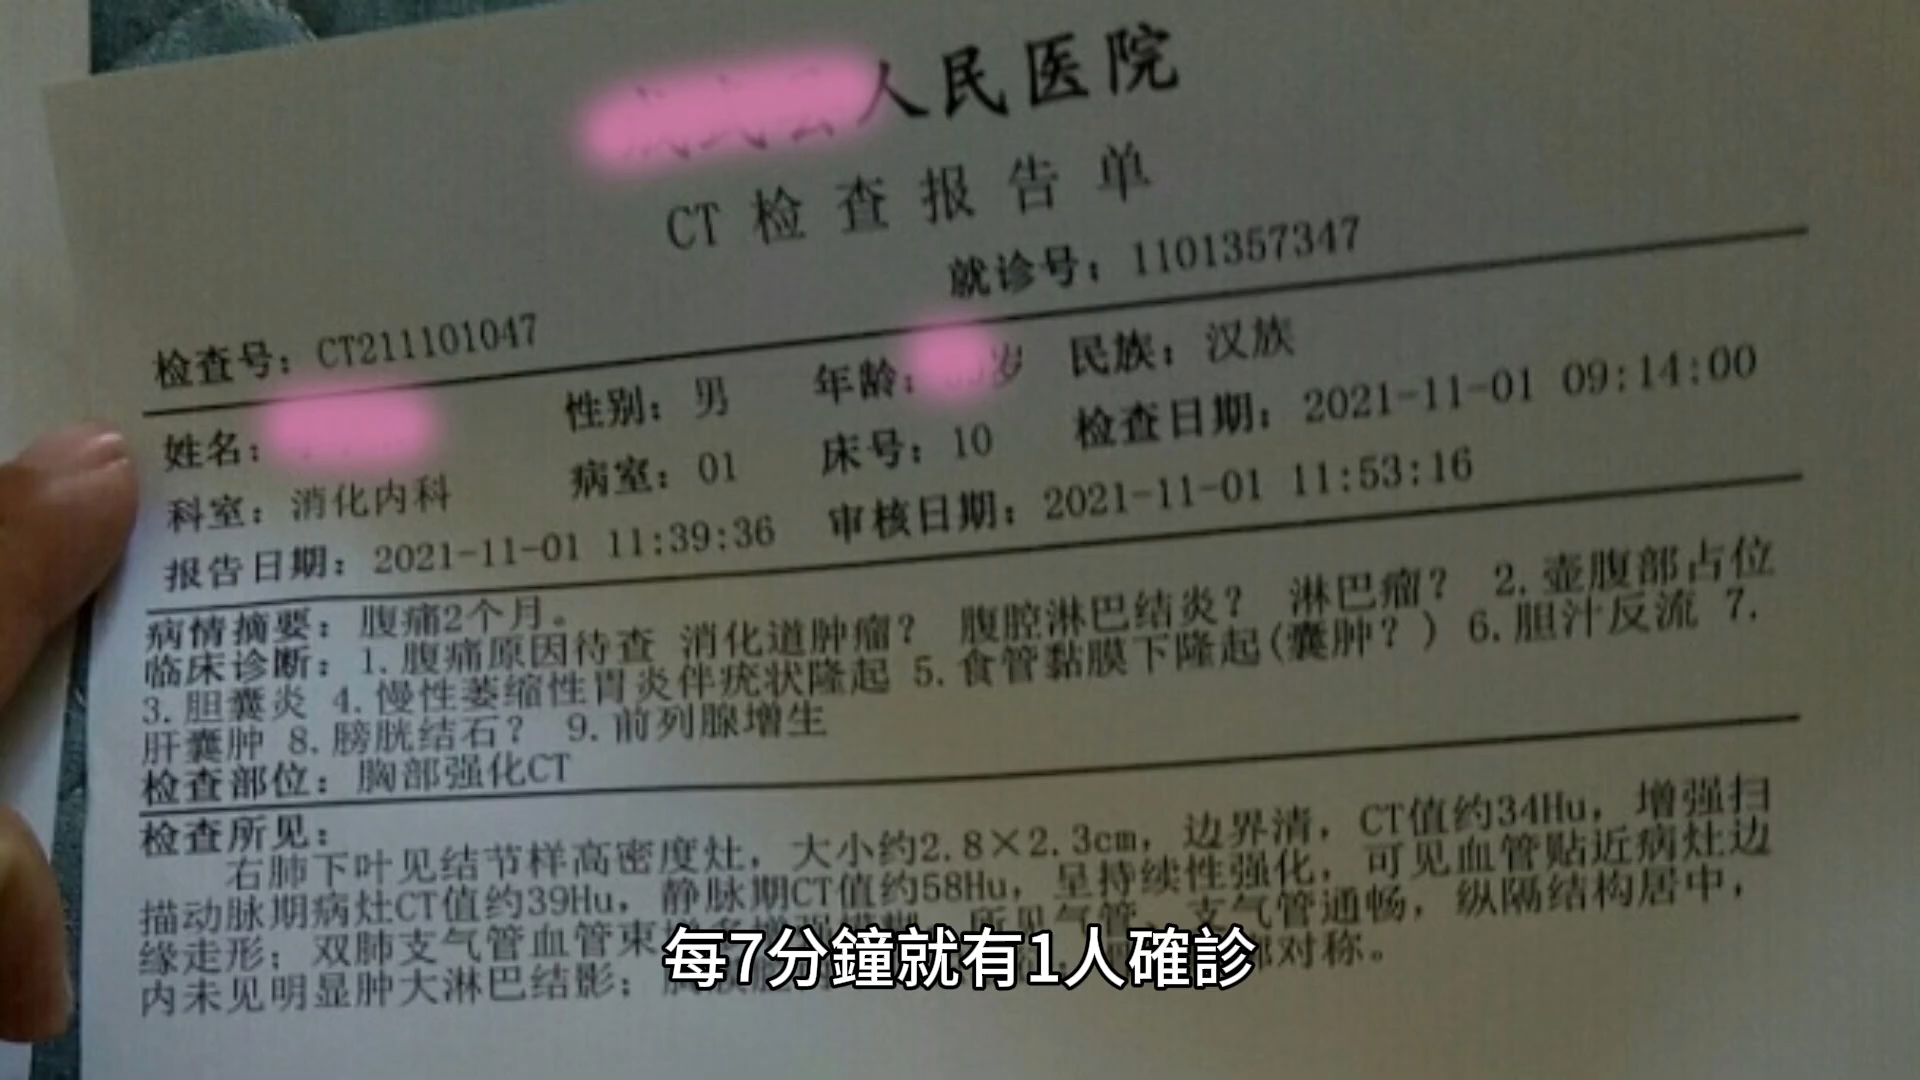 人民医院
CT检查报告单
就诊号：1101357347
检查号：CT211101047
姓名： 性别：男 年龄： 岁 民族：汉族
科室：消化内科 病室：01 床号：10 检查日期：2021-11-01 09:14:00
报告日期：2021-11-01 11:39:36 审核日期：2021-11-01 11:53:16
病情摘要：腹痛2个月。
临床诊断：1.腹痛原因待查 消化道肿瘤？ 腹腔淋巴结炎？ 淋巴瘤？ 2.壶腹部占位
3.胆囊炎 4.慢性萎缩性胃炎伴疣状隆起 5.食管黏膜下隆起(囊肿？) 6.胆汁反流 7.
肝囊肿 8.膀胱结石？ 9.前列腺增生
检查部位：胸部强化CT
检查所见：
右肺下叶见结节样高密度灶，大小约2.8×2.3cm，边界清，CT值约34Hu，增强扫
描动脉期病灶CT值约39Hu，静脉期CT值约58Hu，呈持续性强化，可见血管贴近病灶边
缘走形；双肺支气管血管束 所见气管、支气管通畅，纵隔结构居中，
内未见明显肿大淋巴结影； 部对称。
每7分鐘就有1人確診